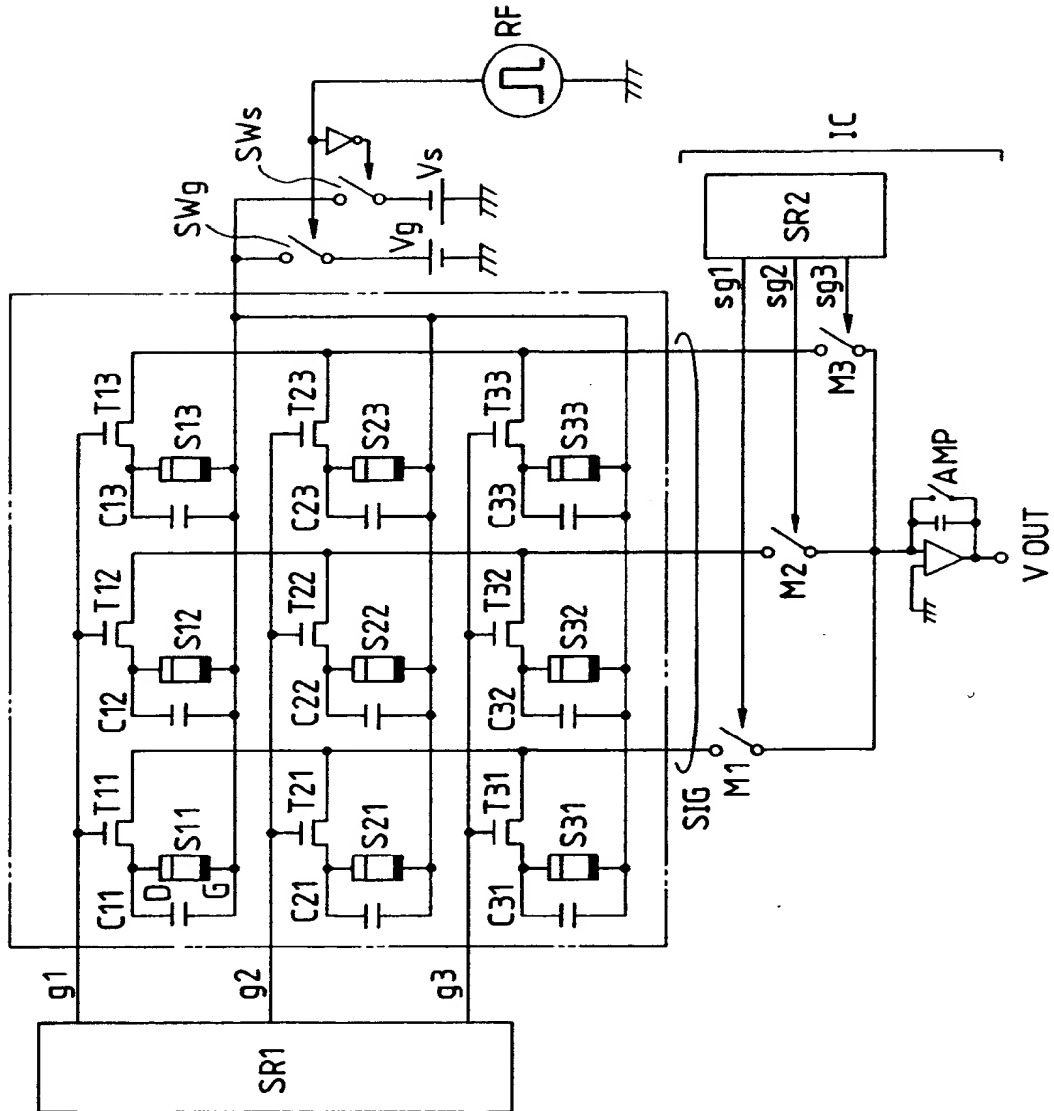 RF
SWs
SWg
Vs
Vg
IC
SR2
sg1
sg2
sg3
T13
S13
C13
T23
S23
C23
T33
S33
C33
M3
T12
S12
C12
T22
S22
C22
T32
S32
C32
M2
AMP
V OUT
T11
S11
C11
D
G
T21
S21
C21
T31
S31
C31
SIG
M1
g1
g2
g3
SR1